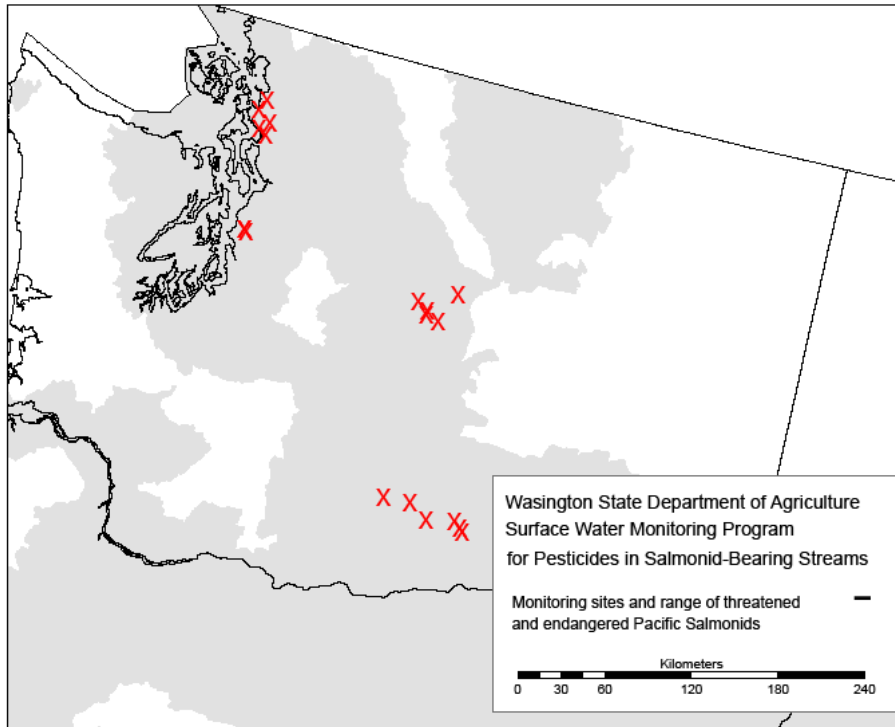 Wasington State Department of Agriculture
Surface Water Monitoring Program
for Pesticides in Salmonid-Bearing Streams
Monitoring sites and range of threatened
and endangered Pacific Salmonids
Kilometers
0 30 60 120 180 240